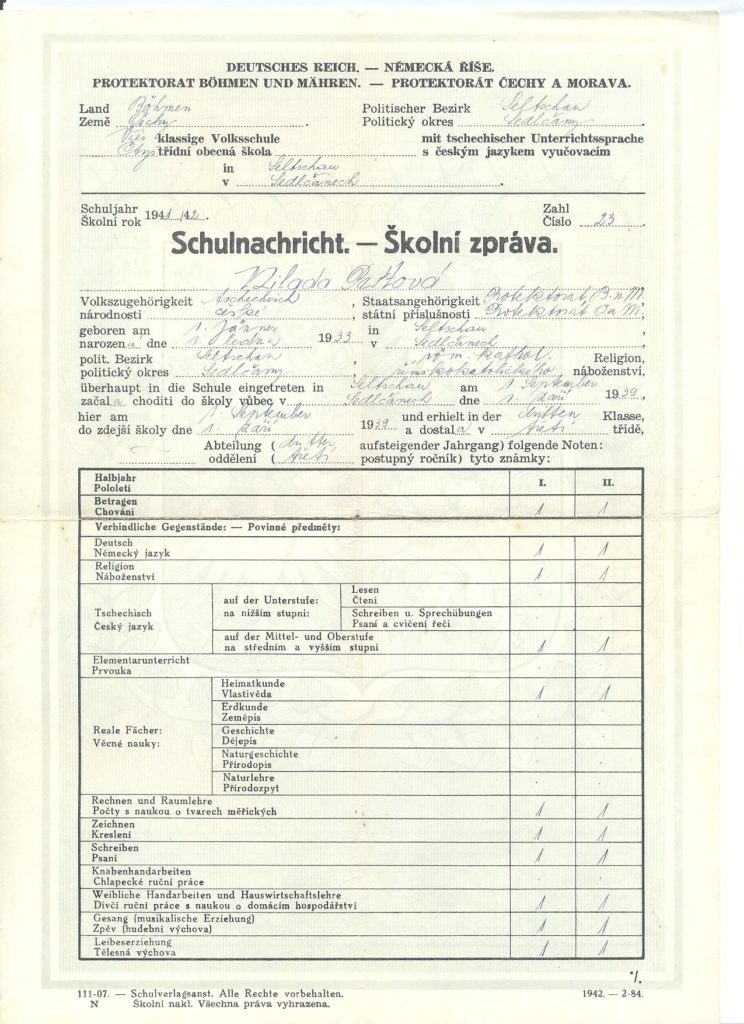 DEUTSCHES REICH. — NĚMECKÁ ŘÍŠE.
PROTEKTORAT BÖHMEN UND MÄHREN. — PROTEKTORÁT ČECHY A MORAVA.
Land Böhmen Politischer Bezirk Seltschan
Země Čechy Politický okres Sedlčany
klassige Volksschule mit tschechischer Unterrichtssprache
třídní obecná škola s českým jazykem vyučovacím
in Seltschau
v Sedlčanech
Schuljahr Zahl
Školní rok 1941/42. Číslo 23
Schulnachricht. — Školní zpráva.
Volkszugehörigkeit tschechisch, Staatsangehörigkeit Protektorat B. u M.,
národnosti české, státní příslušnosti Protektorát Č a M,
geboren am 1. Jänner in Seltschau,
narozena dne 1. ledna 1933 v Sedlčanech,
polit. Bezirk Seltschan, röm. kathol. Religion,
politický okres Sedlčany, římskokatolického náboženství,
überhaupt in die Schule eingetreten in Seltschau am 1. September
začala choditi do školy vůbec v Sedlčanech dne 1. září 1939,
hier am 1. September und erhielt in der dritten Klasse,
do zdejší školy dne 1. září 1939 a dostala v třetí třídě,
Abteilung (dritter aufsteigender Jahrgang) folgende Noten:
oddělení (třetí postupný ročník) tyto známky:
Halbjahr I. II.
Pololetí
Betragen
Chování 1 1
Verbindliche Gegenstände: — Povinné předměty:
Deutsch
Německý jazyk 1 1
Religion
Náboženství 1 1
Tschechisch
Český jazyk
auf der Unterstufe:
na nižším stupni:
Lesen
Čtení
Schreiben u. Sprechübungen
Psaní a cvičení řeči
auf der Mittel- und Oberstufe
na středním a vyšším stupni 1 1
Elementarunterricht
Prvouka
Reale Fächer:
Věcné nauky:
Heimatkunde
Vlastivěda 1 1
Erdkunde
Zeměpis
Geschichte
Dějepis
Naturgeschichte
Přírodopis
Naturlehre
Přírodozpyt
Rechnen und Raumlehre
Počty s naukou o tvarech měřických 1 1
Zeichnen
Kreslení 1 1
Schreiben
Psaní 1 1
Knabenhandarbeiten
Chlapecké ruční práce
Weibliche Handarbeiten und Hauswirtschaftslehre
Dívčí ruční práce s naukou o domácím hospodářství 1 1
Gesang (musikalische Erziehung)
Zpěv (hudební výchova) 1 1
Leibeserziehung
Tělesná výchova 1 1
·/.
111-07. — Schulverlagsanst. Alle Rechte vorbehalten. 1942. — 2-84.
N Školní nakl. Všechna práva vyhrazena.